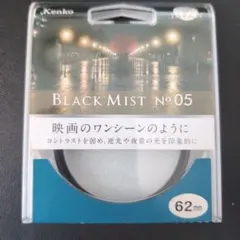 Kenko
BLACK MIST No 05
映画のワンシーンのように
コントラストを弱め、逆光や夜景の光を印象的に
62mm